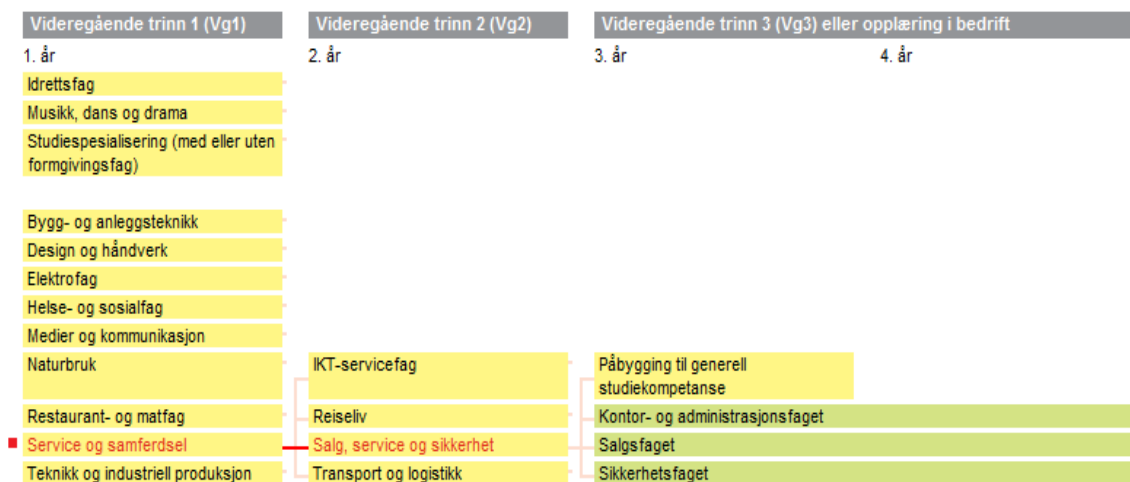 Videregående trinn 1 (Vg1)
Videregående trinn 2 (Vg2)
Videregående trinn 3 (Vg3) eller opplæring i bedrift
1. år
2. år
3. år
4. år
Idrettsfag
Musikk, dans og drama
Studiespesialisering (med eller uten
formgivingsfag)
Bygg- og anleggsteknikk
Design og håndverk
Elektrofag
Helse- og sosialfag
Medier og kommunikasjon
Naturbruk
IKT-servicefag
Påbygging til generell
studiekompetanse
Restaurant- og matfag
Reiseliv
Kontor- og administrasjonsfaget
Service og samferdsel
Salg, service og sikkerhet
Salgsfaget
Teknikk og industriell produksjon
Transport og logistikk
Sikkerhetsfaget